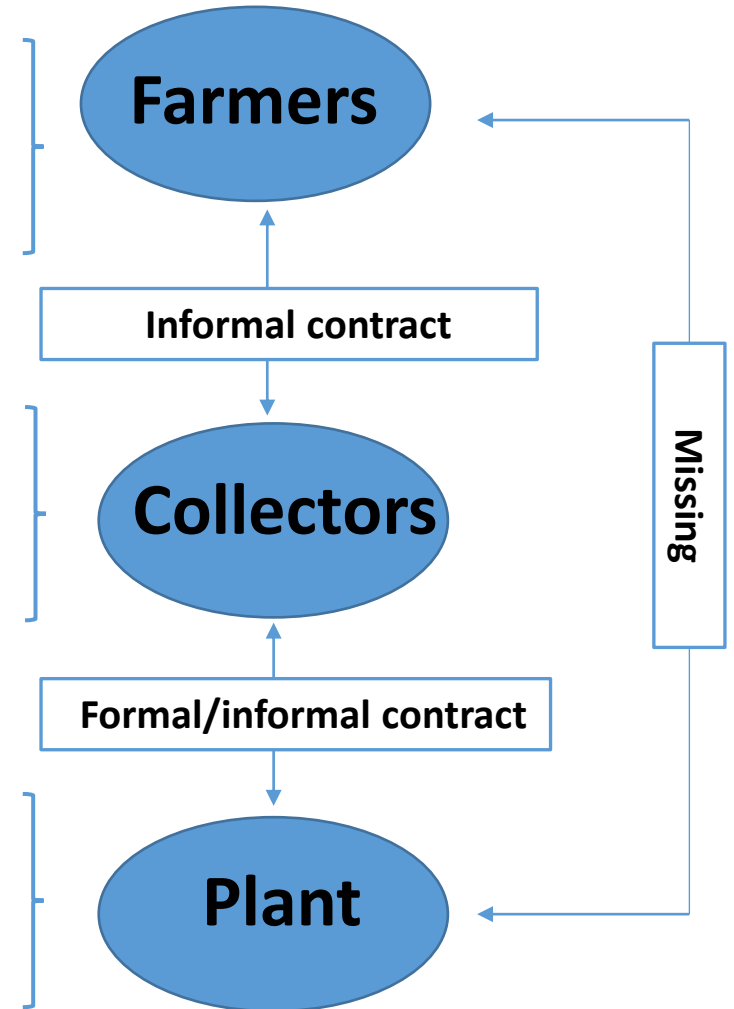 Farmers
Informal contract
Missing
Collectors
Formal/informal contract
Plant